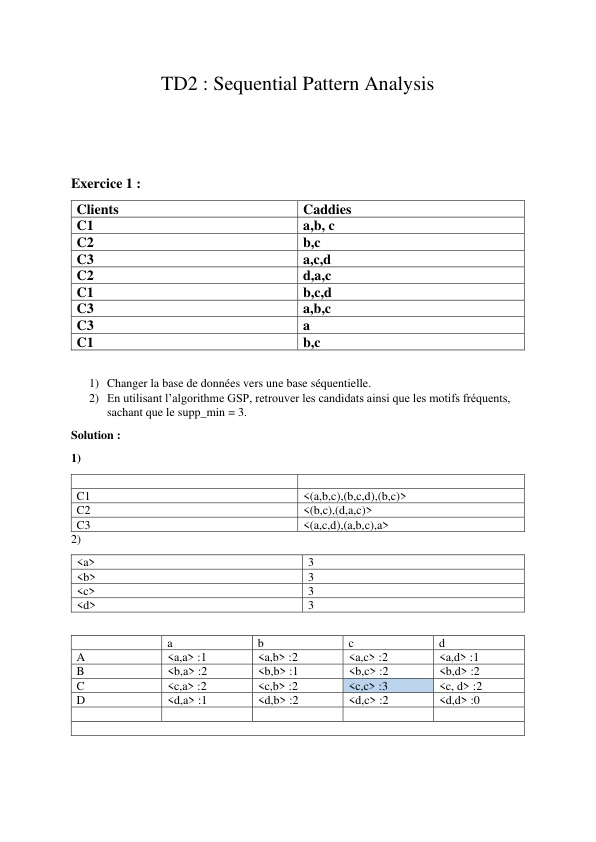 TD2 : Sequential Pattern Analysis
Exercice 1 :
Clients Caddies
C1 a,b, c
C2 b,c
C3 a,c,d
C2 d,a,c
C1 b,c,d
C3 a,b,c
C3 a
C1 b,c
1) Changer la base de données vers une base séquentielle.
2) En utilisant l'algorithme GSP, retrouver les candidats ainsi que les motifs fréquents,
sachant que le supp_min = 3.
Solution :
1)
C1 <(a,b,c),(b,c,d),(b,c)>
C2 <(b,c),(d,a,c)>
C3 <(a,c,d),(a,b,c),a>
2)
<a> 3
<b> 3
<c> 3
<d> 3
a b c d
A <a,a> :1 <a,b> :2 <a,c> :2 <a,d> :1
B <b,a> :2 <b,b> :1 <b,c> :2 <b,d> :2
C <c,a> :2 <c,b> :2 <c,c> :3 <c, d> :2
D <d,a> :1 <d,b> :2 <d,c> :2 <d,d> :0